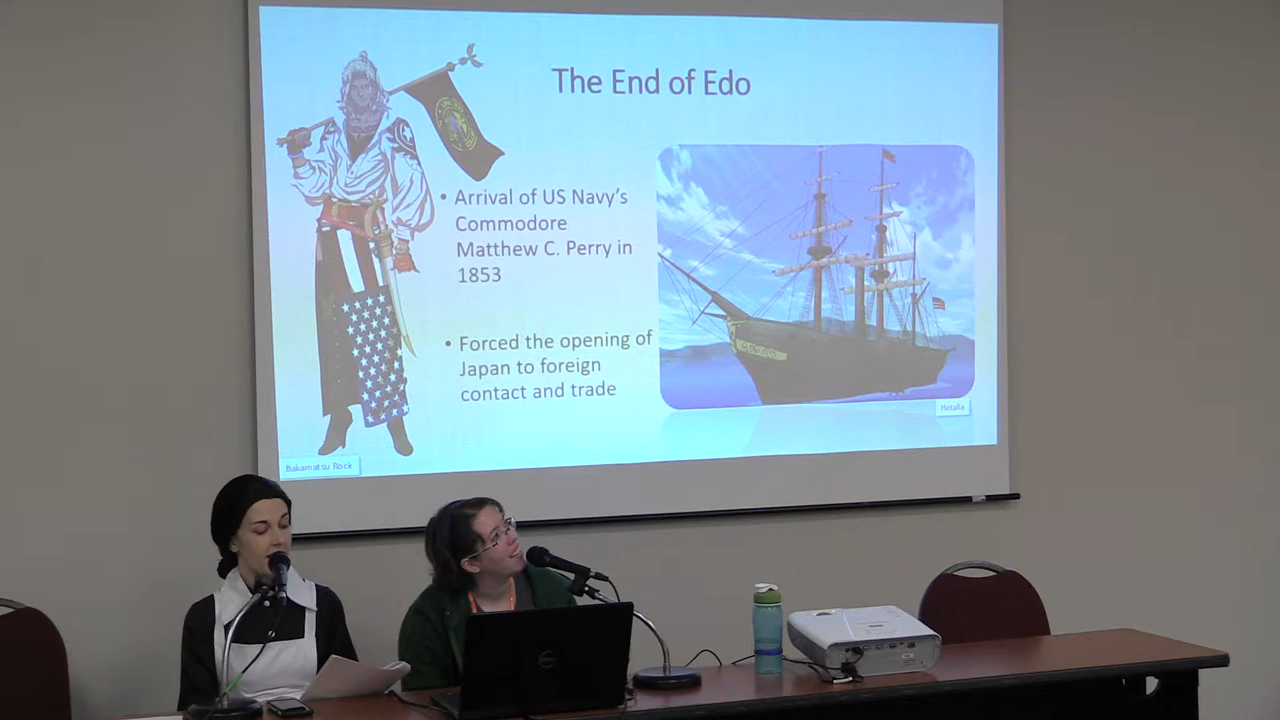 The End of Edo
• Arrival of US Navy's
Commodore
Matthew C. Perry in
1853
• Forced the opening of
Japan to foreign
contact and trade
Hetalia
Bakamatsu Rock
DELL